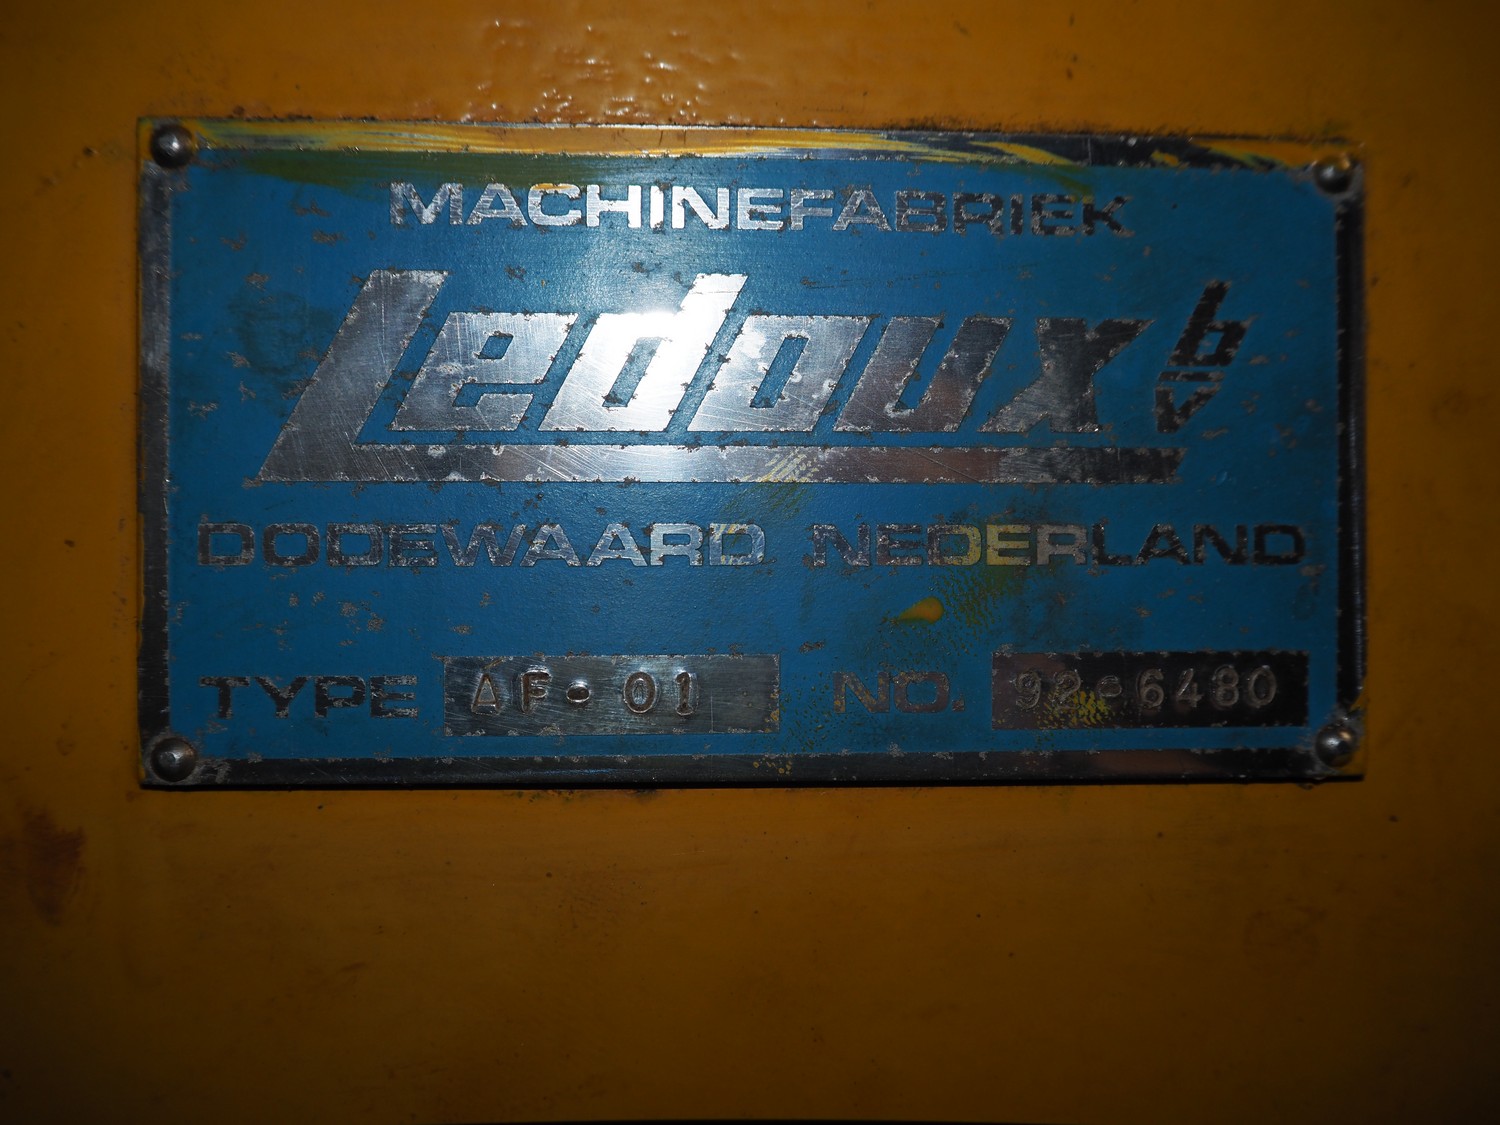 MACHINEFABRIEK
Ledoux bv
DODEWAARD NEDERLAND
TYPE AF-01 NO. 92-6480